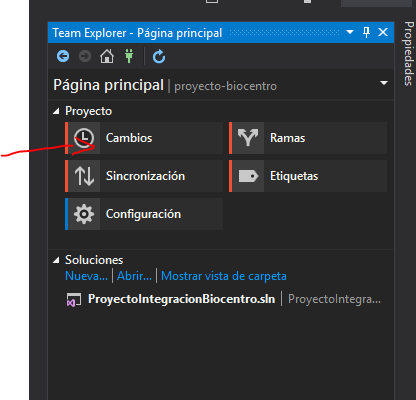 Team Explorer - Página principal
Página principal | proyecto-biocentro
Proyecto
Cambios
Ramas
Sincronización
Etiquetas
Configuración
Soluciones
Nueva... | Abrir... | Mostrar vista de carpeta
ProyectoIntegracionBiocentro.sln | ProyectoIntegra...
Propiedades